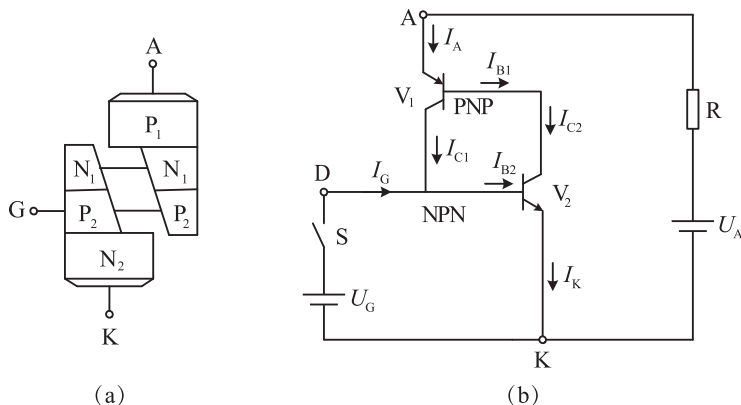 A
P1
N1
N1
G
P2
P2
N2
K
(a)
A
IA
IB1
V1
PNP
R
IC2
IC1
D
IG
IB2
V2
NPN
S
UA
IK
UG
K
(b)